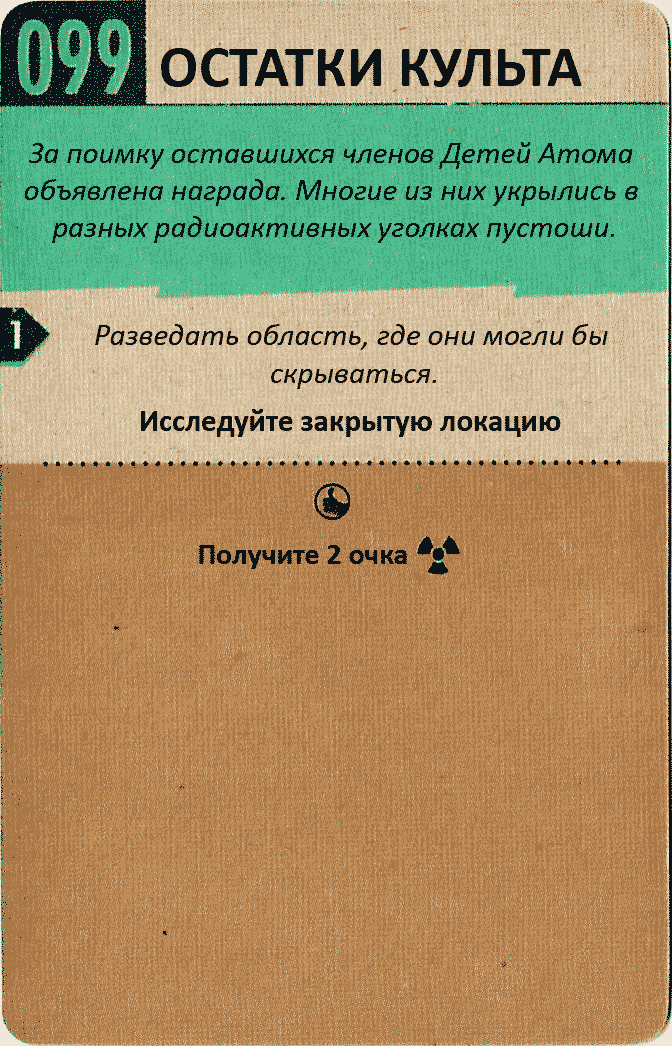 099
ОСТАТКИ КУЛЬТА
За поимку оставшихся членов Детей Атома
объявлена награда. Многие из них укрылись в
разных радиоактивных уголках пустоши.
1
Разведать область, где они могли бы
скрываться.
Исследуйте закрытую локацию
Получите 2 очка